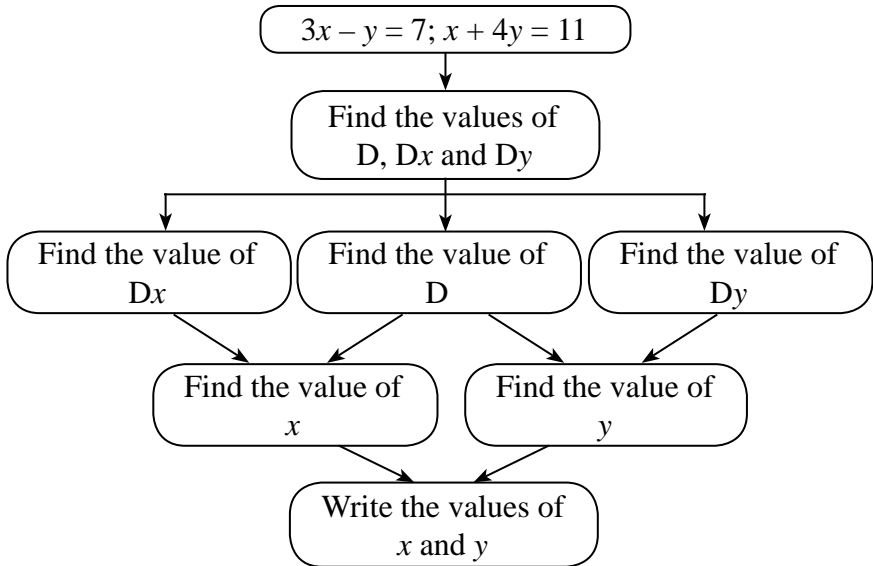 3x – y = 7; x + 4y = 11
Find the values of
D, Dx and Dy
Find the value of
Dx
Find the value of
D
Find the value of
Dy
Find the value of
x
Find the value of
y
Write the values of
x and y